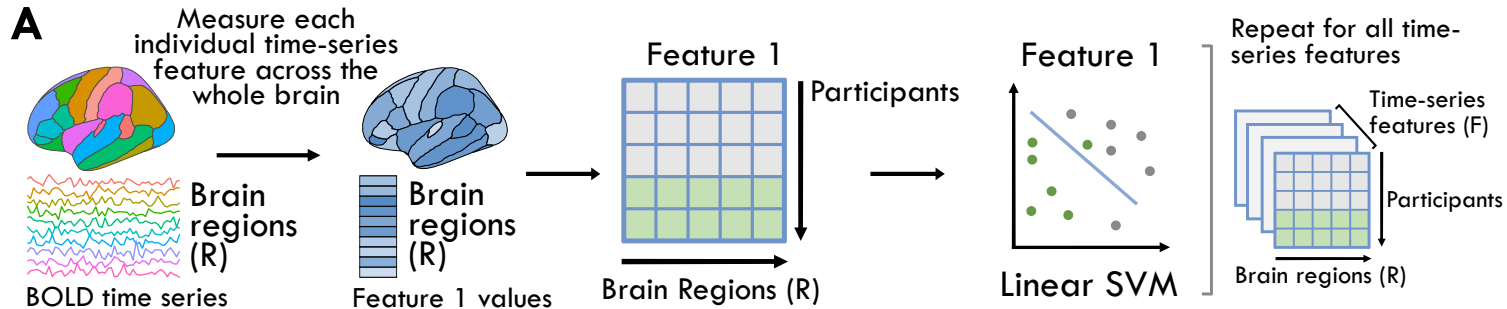 A
Measure each
individual time-series
feature across the
whole brain
Brain
regions
(R)
BOLD time series
Brain
regions
(R)
Feature 1 values
Feature 1
Participants
Brain Regions (R)
Feature 1
Linear SVM
Repeat for all time-
series features
Time-series
features (F)
Participants
Brain regions (R)